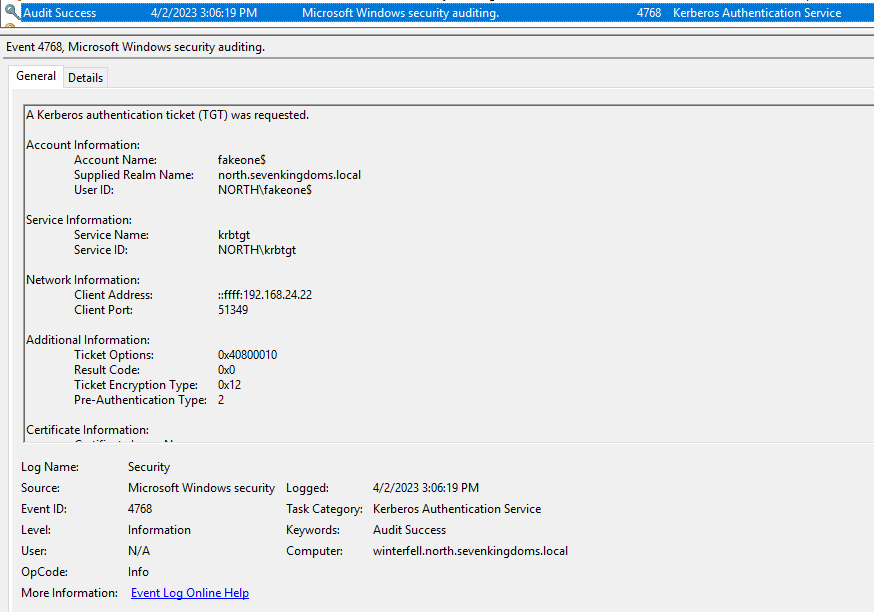 Audit Success 4/2/2023 3:06:19 PM Microsoft Windows security auditing. 4768 Kerberos Authentication Service
Event 4768, Microsoft Windows security auditing.
General Details
A Kerberos authentication ticket (TGT) was requested.
Account Information:
Account Name: fakeone$
Supplied Realm Name: north.sevenkingdoms.local
User ID: NORTH\fakeone$
Service Information:
Service Name: krbtgt
Service ID: NORTH\krbtgt
Network Information:
Client Address: ::ffff:192.168.24.22
Client Port: 51349
Additional Information:
Ticket Options: 0x40800010
Result Code: 0x0
Ticket Encryption Type: 0x12
Pre-Authentication Type: 2
Certificate Information:
Log Name: Security
Source: Microsoft Windows security Logged: 4/2/2023 3:06:19 PM
Event ID: 4768 Task Category: Kerberos Authentication Service
Level: Information Keywords: Audit Success
User: N/A Computer: winterfell.north.sevenkingdoms.local
OpCode: Info
More Information: Event Log Online Help